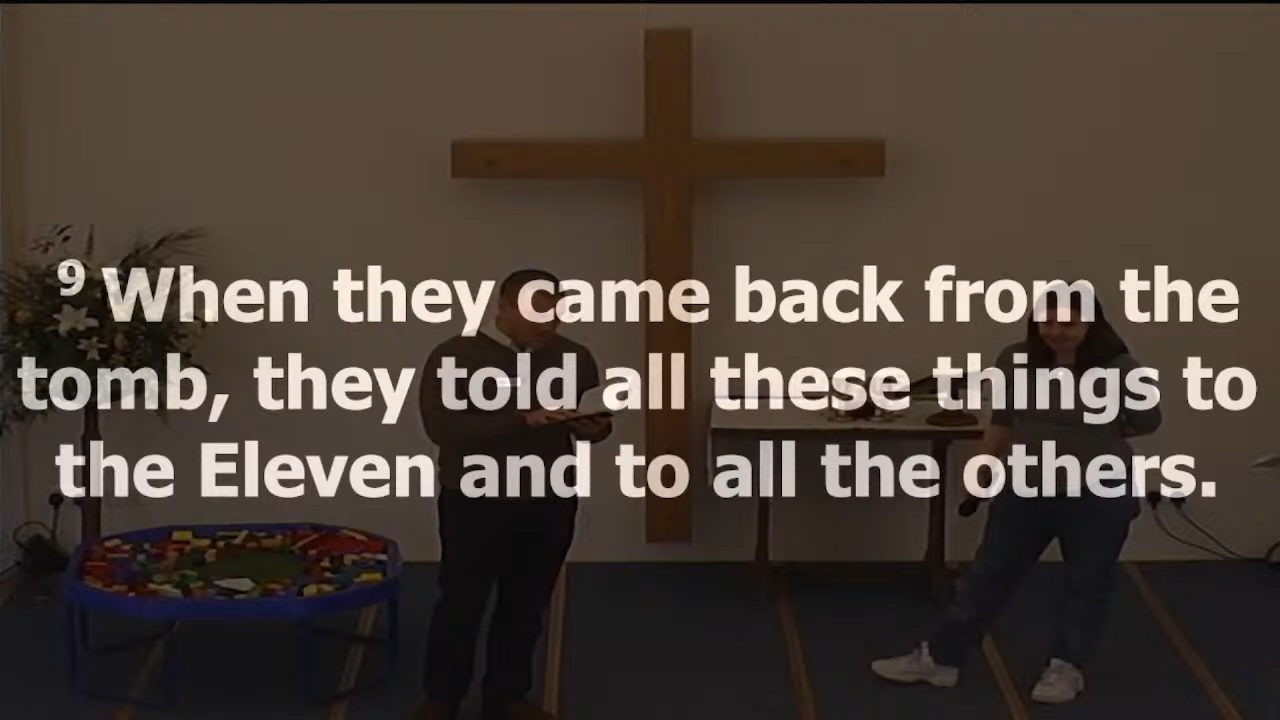 9 When they came back from the
tomb, they told all these things to
the Eleven and to all the others.